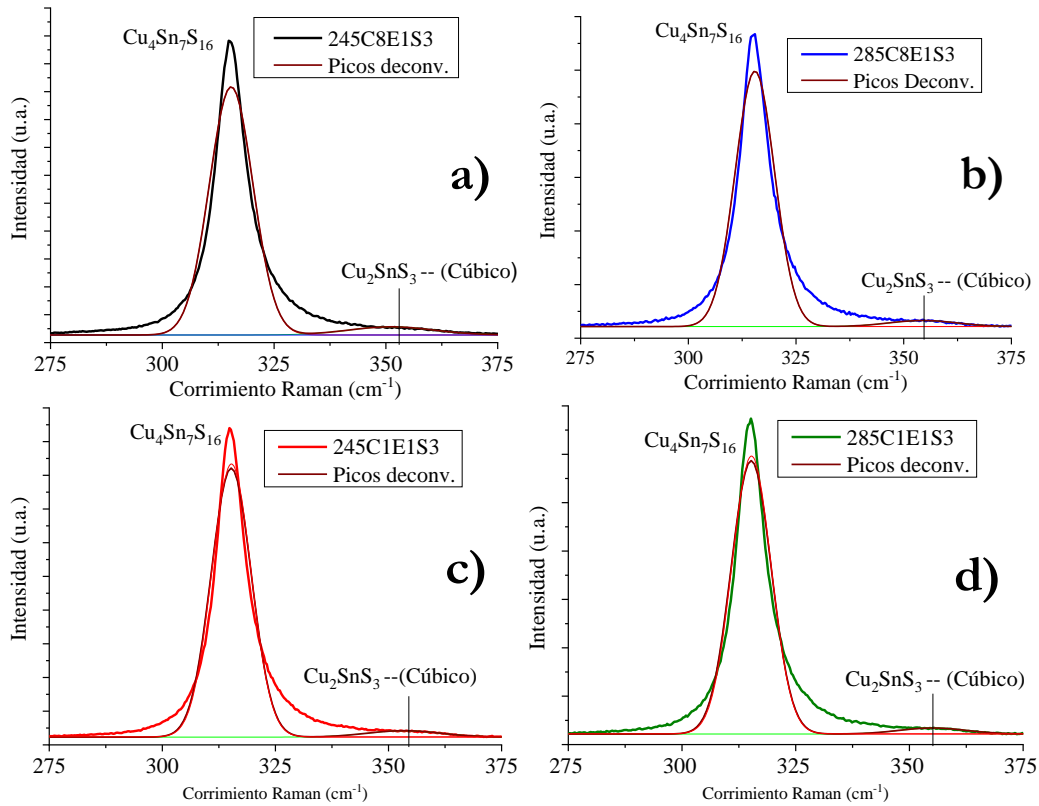 Cu₄Sn₇S₁₆
245C8E1S3
Picos deconv.
a)
Cu₂SnS₃ -- (Cúbico)
Intensidad (u.a.)
275 300 325 350 375
Corrimiento Raman (cm⁻¹)
Cu₄Sn₇S₁₆
285C8E1S3
Picos Deconv.
b)
Cu₂SnS₃ -- (Cúbico)
Intensidad (u.a.)
275 300 325 350 375
Corrimiento Raman (cm⁻¹)
Cu₄Sn₇S₁₆
245C1E1S3
Picos deconv.
c)
Cu₂SnS₃ --(Cúbico)
Intensidad (u.a.)
275 300 325 350 375
Corrimiento Raman (cm⁻¹)
Cu₄Sn₇S₁₆
285C1E1S3
Picos deconv.
d)
Cu₂SnS₃ -- (Cúbico)
Intensidad (u.a.)
275 300 325 350 375
Corrimiento Raman (cm⁻¹)